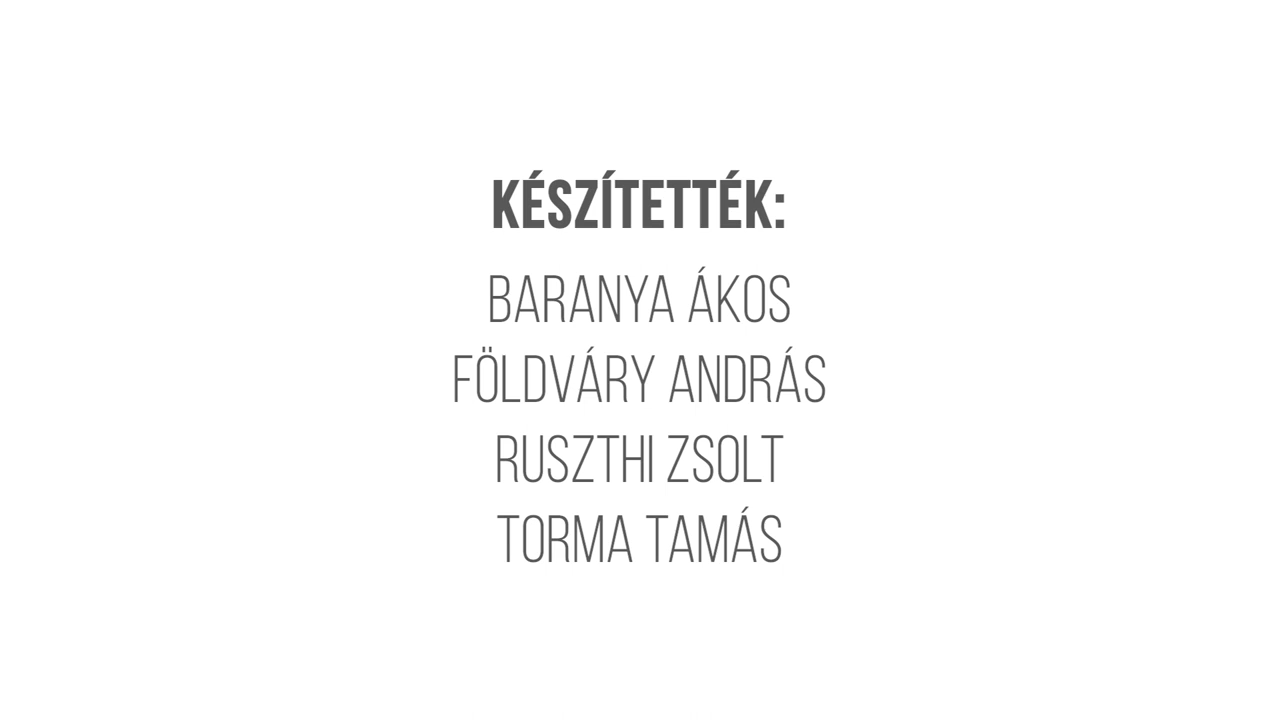 KÉSZÍTETTÉK:
BARANYA ÁKOS
FÖLDVÁRY ANDRÁS
RUSZTHI ZSOLT
TORMA TAMÁS